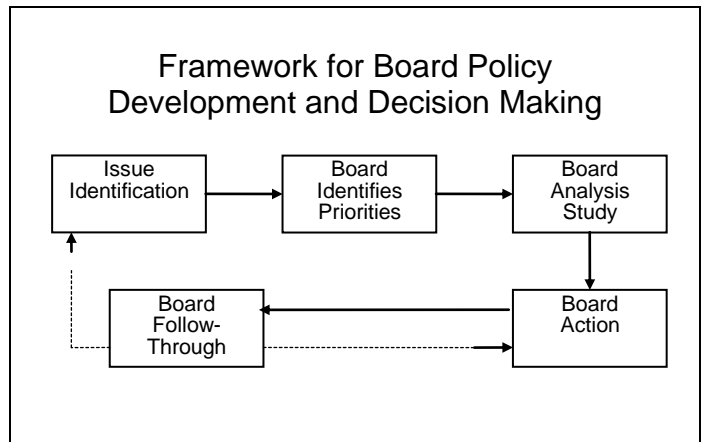 Framework for Board Policy
Development and Decision Making
Issue
Identification
Board
Identifies
Priorities
Board
Analysis
Study
Board
Follow-
Through
Board
Action